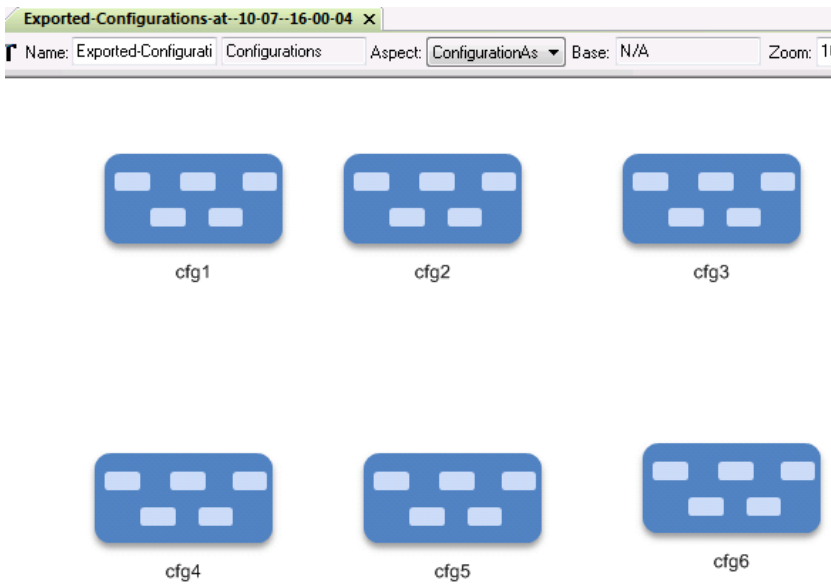 Exported-Configurations-at--10-07--16-00-04 X
Name: Exported-Configurati Configurations Aspect: ConfigurationAs Base: N/A Zoom: 10
cfg1 cfg2 cfg3
cfg4 cfg5 cfg6